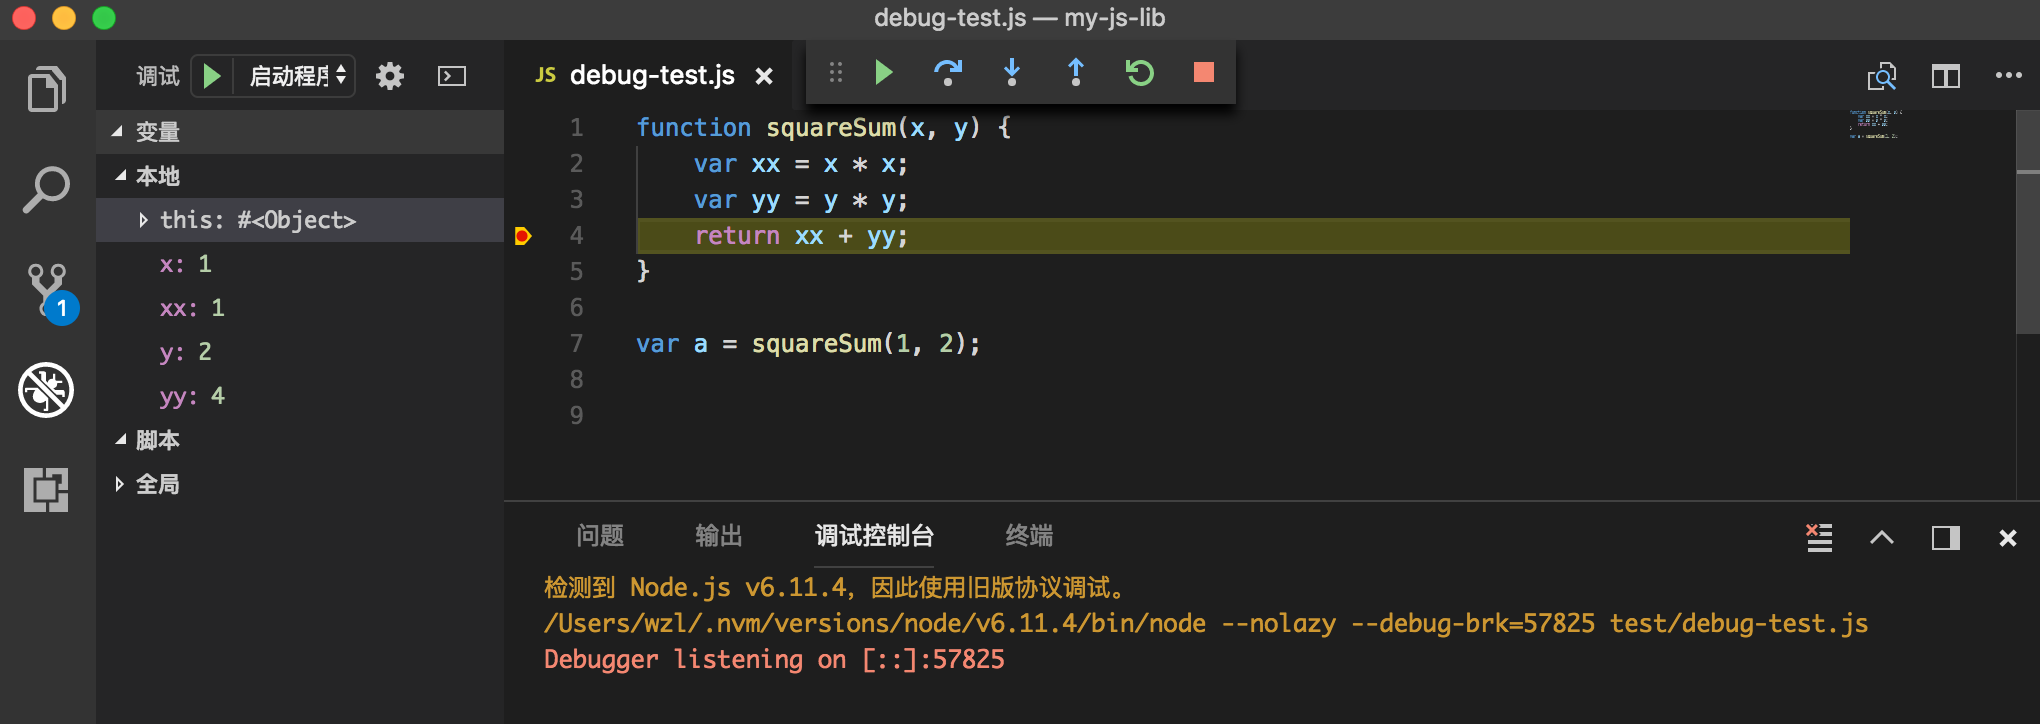 debug-test.js — my-js-lib
调试 启动程序
JS debug-test.js
变量
本地
this: #<Object>
x: 1
xx: 1
y: 2
yy: 4
脚本
全局
1
1 function squareSum(x, y) {
2 var xx = x * x;
3 var yy = y * y;
4 return xx + yy;
5 }
6
7 var a = squareSum(1, 2);
8
9
问题 输出 调试控制台 终端
检测到 Node.js v6.11.4，因此使用旧版协议调试。
/Users/wzl/.nvm/versions/node/v6.11.4/bin/node --nolazy --debug-brk=57825 test/debug-test.js
Debugger listening on [::]:57825